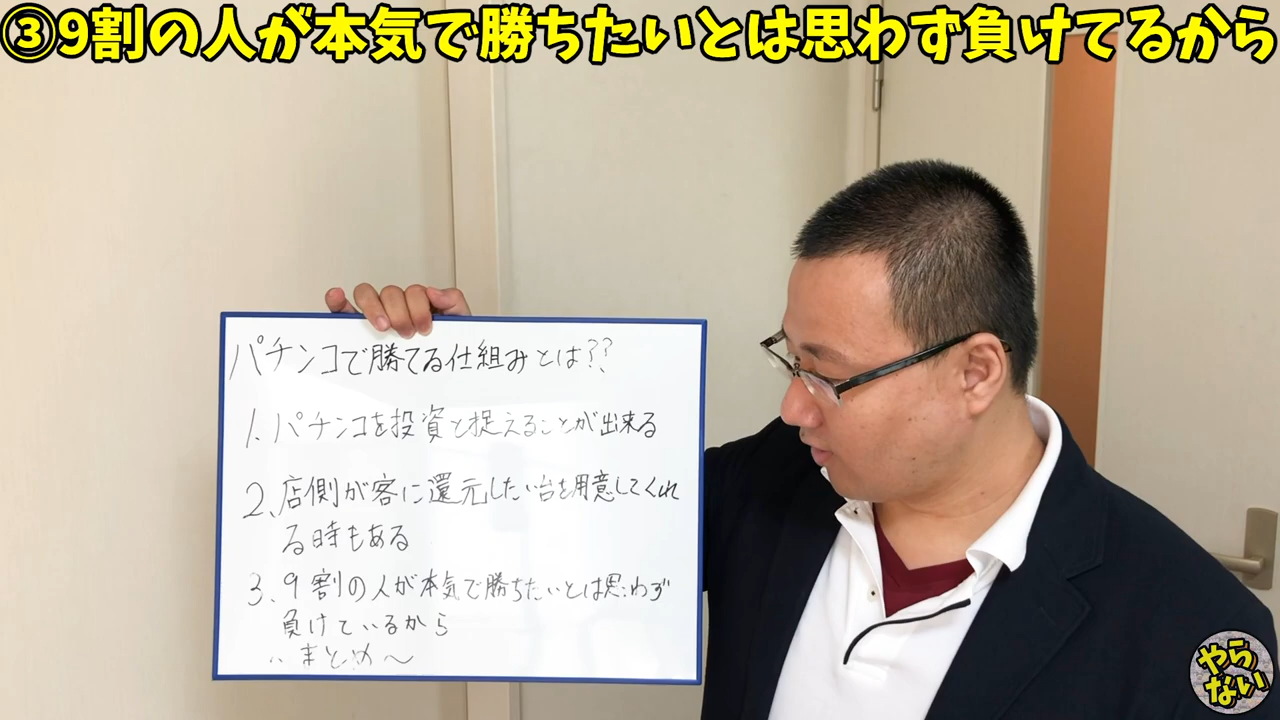 ③9割の人が本気で勝ちたいとは思わず負けてるから
パチンコで勝てる仕組みとは??
1.パチンコを投資と捉えることが出来る
2、店側が客に還元したい台を用意してくれ
る時もある
3、9割の人が本気で勝ちたいとは思わず
負けているから
まとめ〜
やら
ない